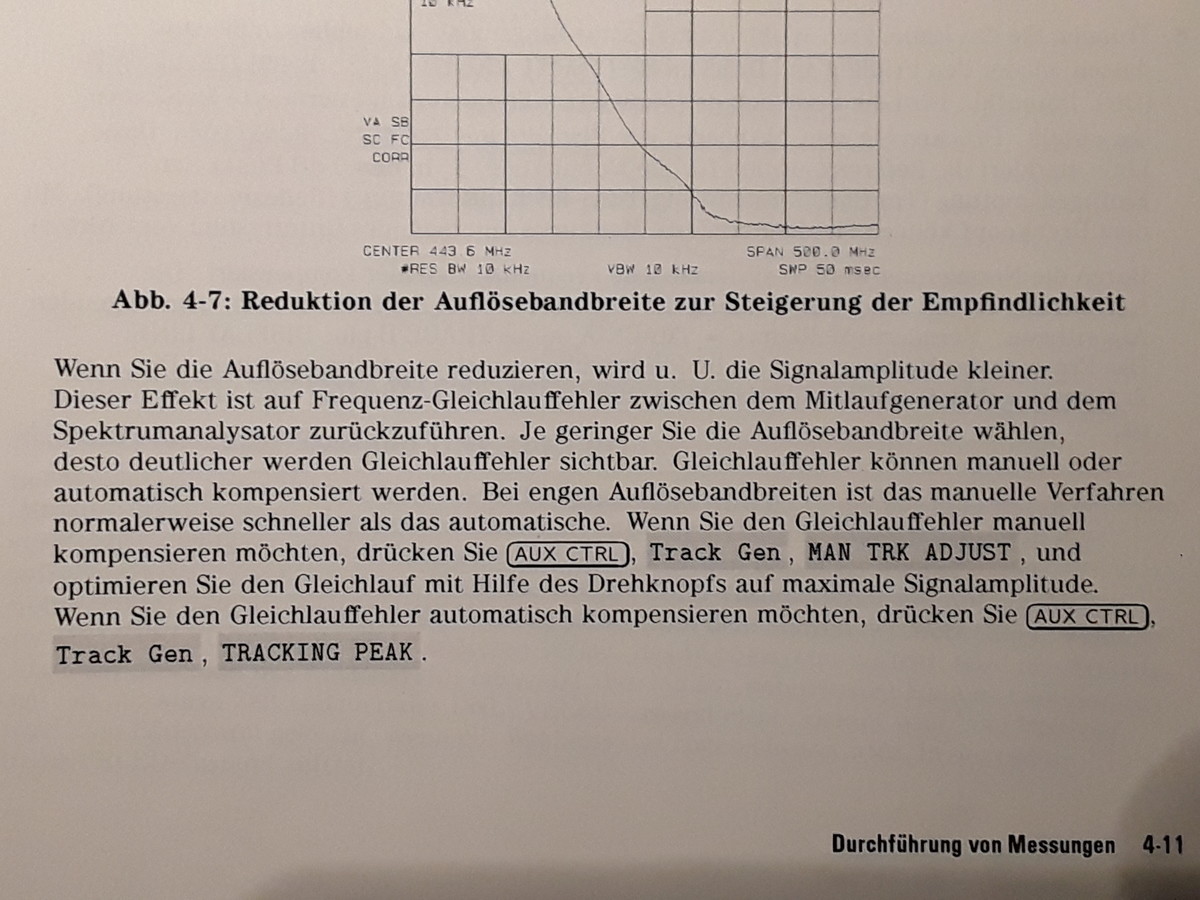 10 kHz
VA SB
SC FC
CORR
CENTER 443.6 MHz
SPAN 500.0 MHz
#RES BW 10 kHz
VBW 10 kHz
SWP 50 msec
Abb. 4-7: Reduktion der Auflösebandbreite zur Steigerung der Empfindlichkeit
Wenn Sie die Auflösebandbreite reduzieren, wird u. U. die Signalamplitude kleiner.
Dieser Effekt ist auf Frequenz-Gleichlauffehler zwischen dem Mitlaufgenerator und dem
Spektrumanalysator zurückzuführen. Je geringer Sie die Auflösebandbreite wählen,
desto deutlicher werden Gleichlauffehler sichtbar. Gleichlauffehler können manuell oder
automatisch kompensiert werden. Bei engen Auflösebandbreiten ist das manuelle Verfahren
normalerweise schneller als das automatische. Wenn Sie den Gleichlauffehler manuell
kompensieren möchten, drücken Sie AUX CTRL, Track Gen, MAN TRK ADJUST, und
optimieren Sie den Gleichlauf mit Hilfe des Drehknopfs auf maximale Signalamplitude.
Wenn Sie den Gleichlauffehler automatisch kompensieren möchten, drücken Sie AUX CTRL,
Track Gen, TRACKING PEAK.
Durchführung von Messungen 4-11